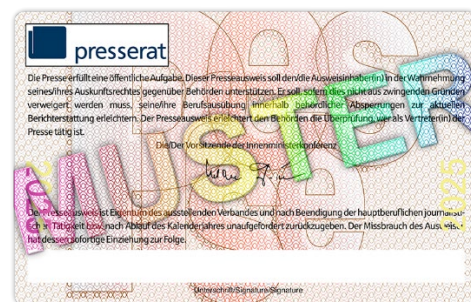 presserat
Die Presse erfüllt eine öffentliche Aufgabe. Dieser Presseausweis soll den/die Ausweisinhaber(in) in der Wahrnehmung
seines/ihres Auskunftsrechtes gegenüber Behörden unterstützen. Er soll, sofern dies nicht aus zwingenden Gründen
verweigert werden muss, seine/ihre Berufsausübung innerhalb behördlicher Absperrungen zur aktuellen
Berichterstattung erleichtern. Der Presseausweis erleichtert den Behörden die Überprüfung, wer als Vertreter(in) der
Presse tätig ist.
Die/Der Vorsitzende der Innenministerkonferenz
MUSTER
2025
2025
Der Presseausweis ist Eigentum des ausstellenden Verbandes und nach Beendigung der hauptberuflichen journalisti-
schen Tätigkeit bzw. nach Ablauf des Kalenderjahres unaufgefordert zurückzugeben. Der Missbrauch des Ausweises
hat dessen sofortige Einziehung zur Folge.
Unterschrift/Signature/Signature